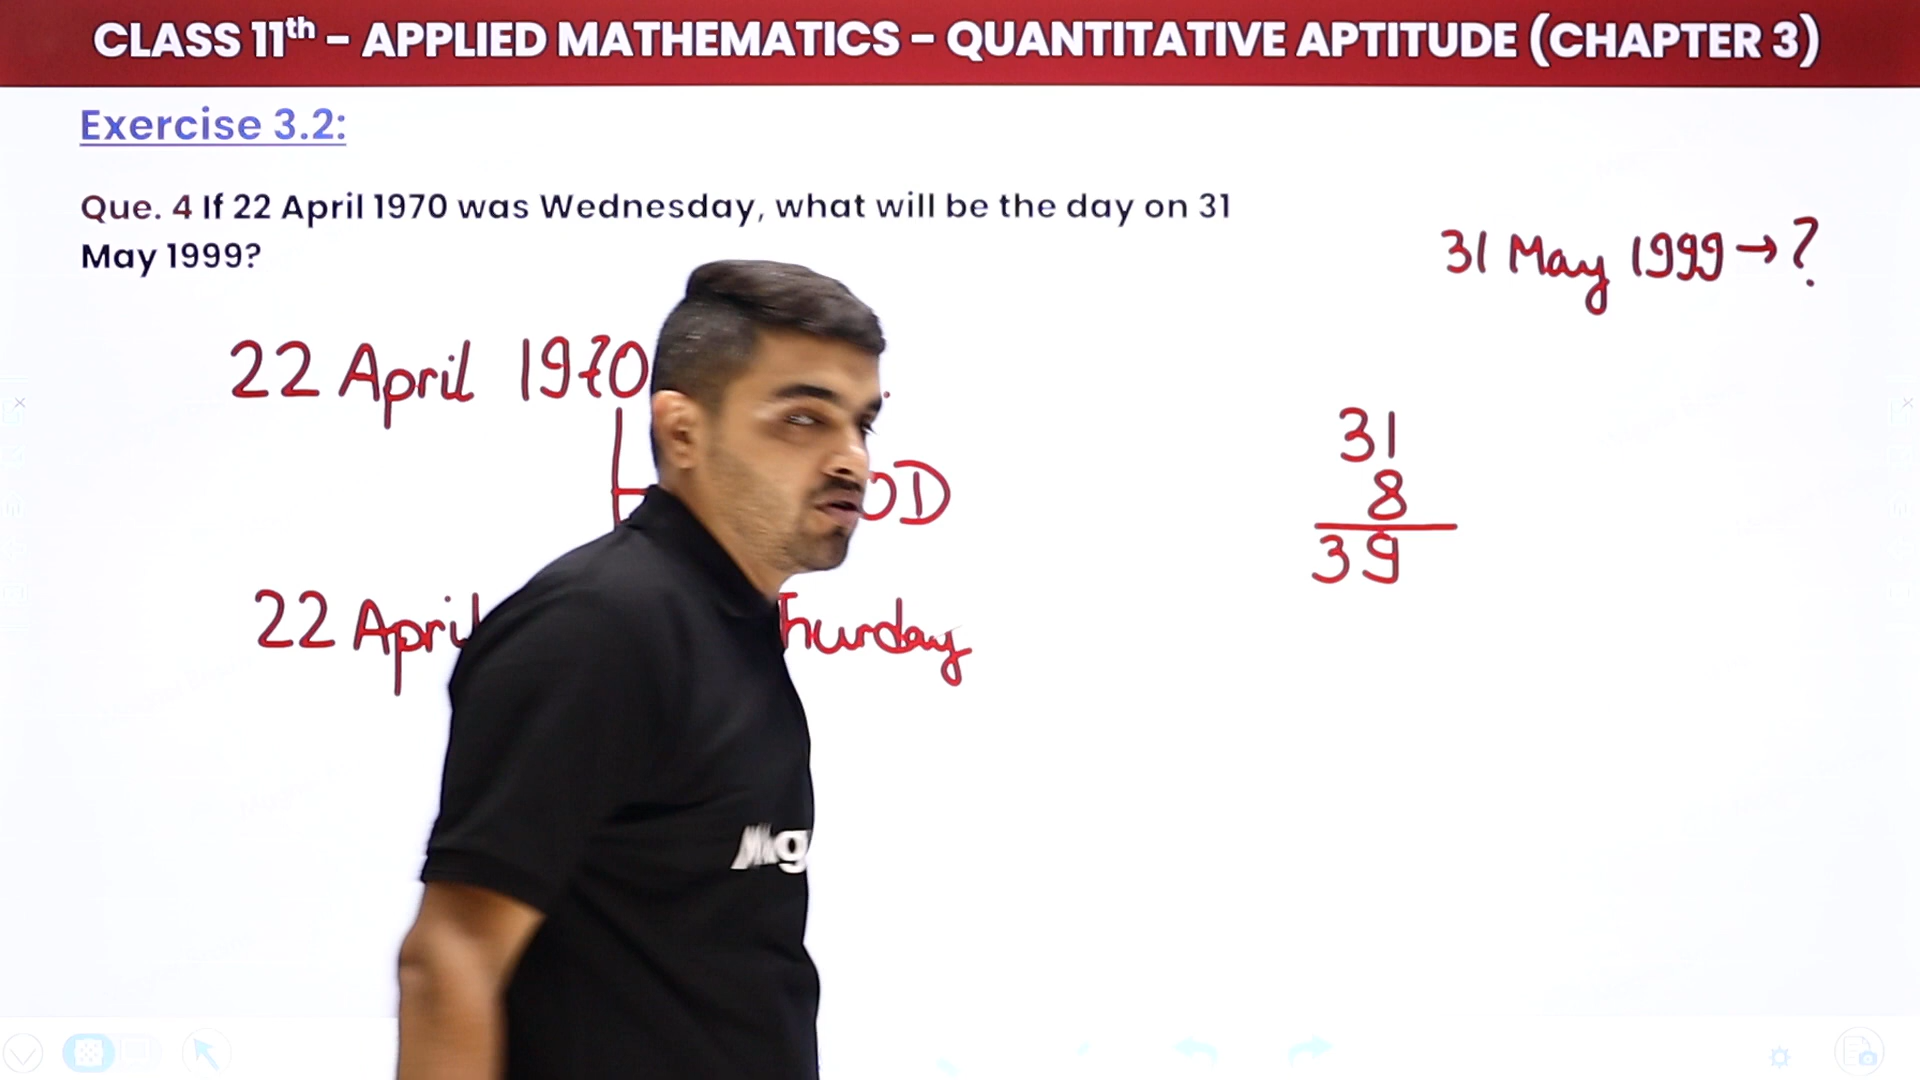 CLASS 11th - APPLIED MATHEMATICS - QUANTITATIVE APTITUDE (CHAPTER 3)
Exercise 3.2:
Que. 4 If 22 April 1970 was Wednesday, what will be the day on 31
May 1999?
31 May 1999 → ?
22 April 1970
31
8
39
OD
22 April
Thurday